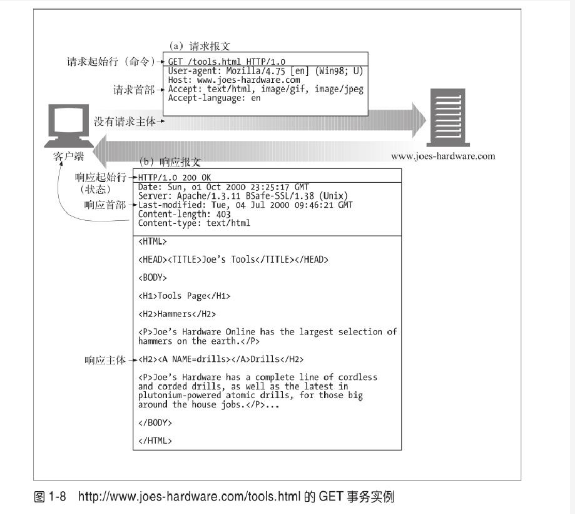 (a) 请求报文
请求起始行（命令）
GET /tools.html HTTP/1.0
User-agent: Mozilla/4.75 [en] (Win98; U)
Host: www.joes-hardware.com
请求首部
Accept: text/html, image/gif, image/jpeg
Accept-language: en
没有请求主体
客户端
www.joes-hardware.com
(b) 响应报文
响应起始行
（状态）
HTTP/1.0 200 OK
Date: Sun, o1 Oct 2000 23:25:17 GMT
Server: Apache/1.3.11 BSafe-SSL/1.38 (Unix)
响应首部
Last-modified: Tue, 04 Jul 2000 09:46:21 GMT
Content-length: 403
Content-type: text/html
<HTML>
<HEAD><TITLE>Joe's Tools</TITLE></HEAD>
<BODY>
<H1>Tools Page</H1>
<H2>Hammers</H2>
<P>Joe's Hardware Online has the largest selection of
hammers on the earth.</P>
响应主体
<H2><A NAME=drills></A>Drills</H2>
<P>Joe's Hardware has a complete line of cordless
and corded drills, as well as the latest in
plutonium-powered atomic drills, for those big
around the house jobs.</P>...
</BODY>
</HTML>
图 1-8 http://www.joes-hardware.com/tools.html 的 GET 事务实例